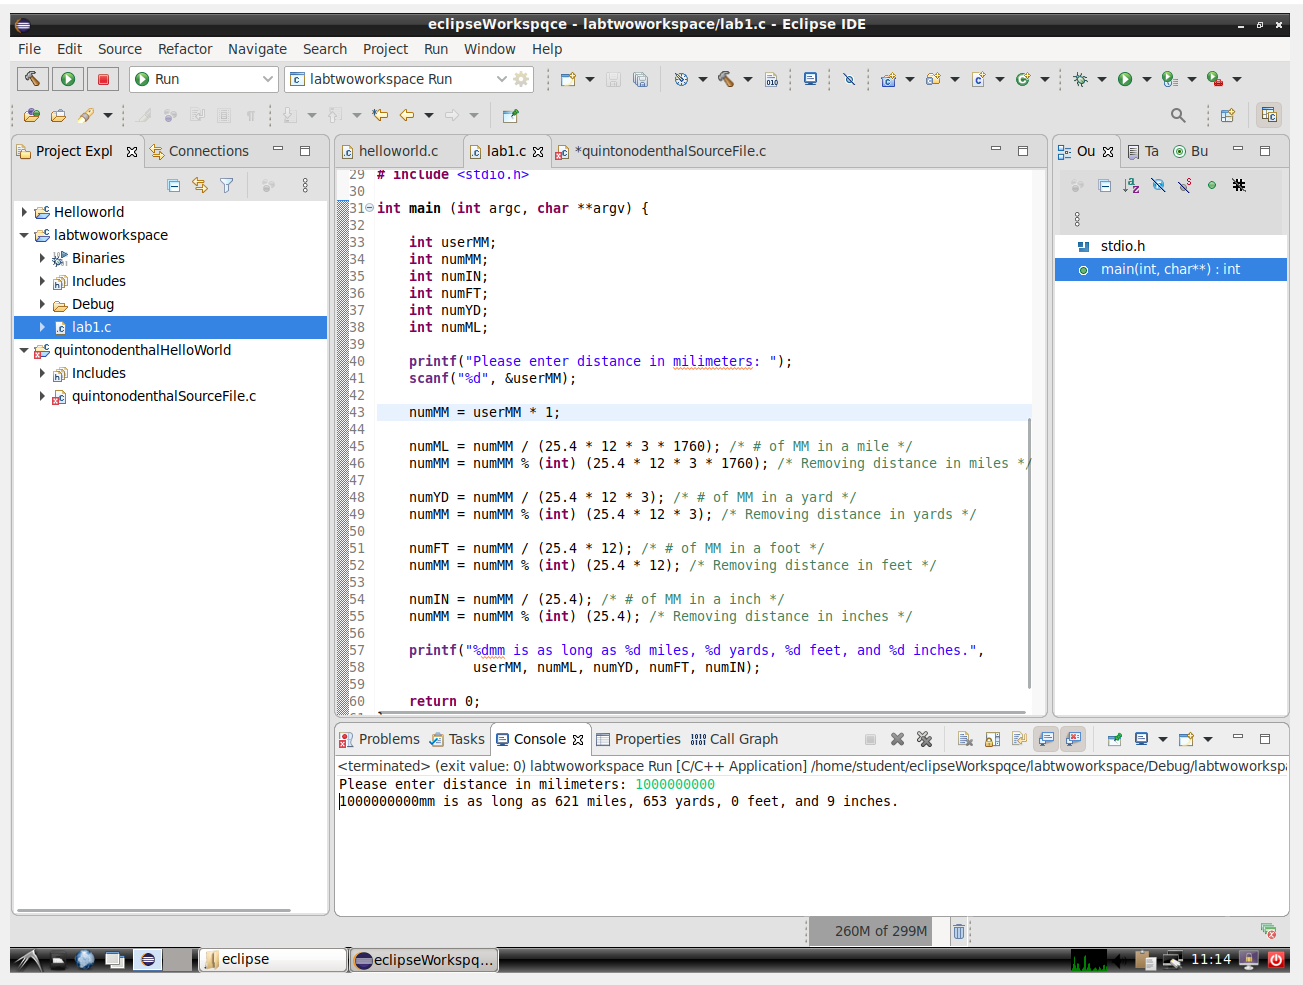 eclipseWorkspqce - labtwoworkspace/lab1.c - Eclipse IDE
File Edit Source Refactor Navigate Search Project Run Window Help
Run
labtwoworkspace Run
Project Expl
Connections
helloworld.c
lab1.c
*quintonodenthalSourceFile.c
Ou
Ta
Bu
Helloworld
labtwoworkspace
Binaries
Includes
Debug
lab1.c
quintonodenthalHelloWorld
Includes
quintonodenthalSourceFile.c
29 # include <stdio.h>
30
31 int main (int argc, char **argv) {
32
33     int userMM;
34     int numMM;
35     int numIN;
36     int numFT;
37     int numYD;
38     int numML;
39
40     printf("Please enter distance in milimeters: ");
41     scanf("%d", &userMM);
42
43     numMM = userMM * 1;
44
45     numML = numMM / (25.4 * 12 * 3 * 1760); /* # of MM in a mile */
46     numMM = numMM % (int) (25.4 * 12 * 3 * 1760); /* Removing distance in miles */
47
48     numYD = numMM / (25.4 * 12 * 3); /* # of MM in a yard */
49     numMM = numMM % (int) (25.4 * 12 * 3); /* Removing distance in yards */
50
51     numFT = numMM / (25.4 * 12); /* # of MM in a foot */
52     numMM = numMM % (int) (25.4 * 12); /* Removing distance in feet */
53
54     numIN = numMM / (25.4); /* # of MM in a inch */
55     numMM = numMM % (int) (25.4); /* Removing distance in inches */
56
57     printf("%dmm is as long as %d miles, %d yards, %d feet, and %d inches.",
58             userMM, numML, numYD, numFT, numIN);
59
60     return 0;
stdio.h
main(int, char**) : int
Problems
Tasks
Console
Properties
Call Graph
<terminated> (exit value: 0) labtwoworkspace Run [C/C++ Application] /home/student/eclipseWorkspqce/labtwoworkspace/Debug/labtwoworkspa
Please enter distance in milimeters: 1000000000
1000000000mm is as long as 621 miles, 653 yards, 0 feet, and 9 inches.
260M of 299M
eclipse
eclipseWorkspq...
11:14